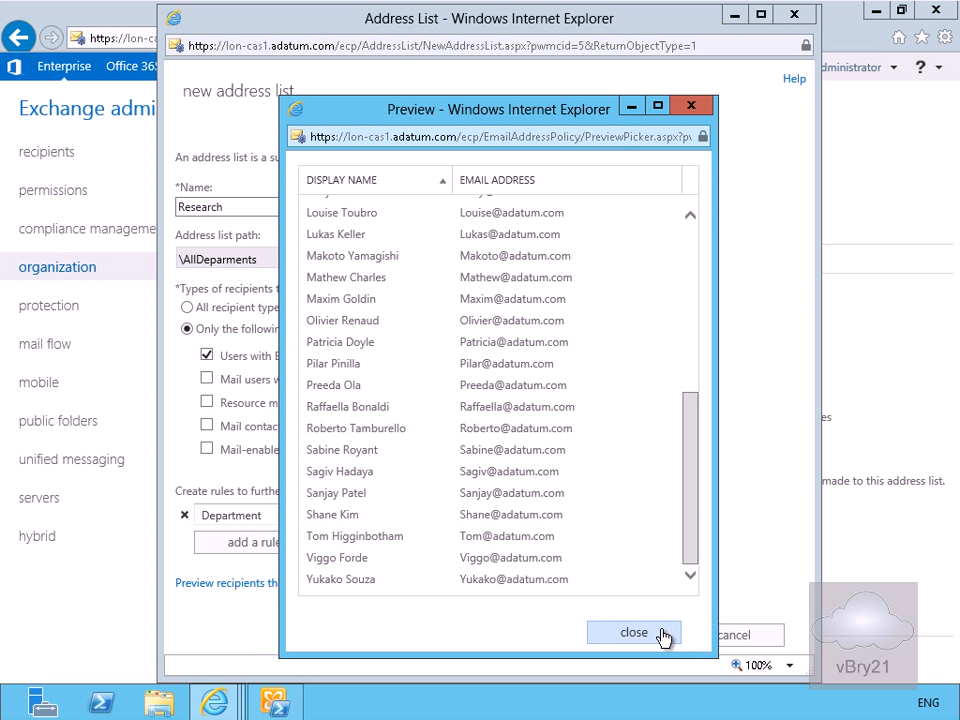 Address List - Windows Internet Explorer
https://lon-ca
https://lon-cas1.adatum.com/ecp/AddressList/NewAddressList.aspx?pwmcid=5&ReturnObjectType=1
Enterprise Office 365
administrator ?
Help
Exchange admi
new address list
Preview - Windows Internet Explorer
https://lon-cas1.adatum.com/ecp/EmailAddressPolicy/PreviewPicker.aspx?
recipients
permissions
compliance manageme
organization
protection
mail flow
mobile
public folders
unified messaging
servers
hybrid
An address list is a su
*Name:
Research
Address list path:
\AllDeparments
*Types of recipients t
All recipient type
Only the followin
Users with E
Mail users w
Resource m
Mail contac
Mail-enable
Create rules to furthe
Department
add a rule
Preview recipients the
DISPLAY NAME EMAIL ADDRESS
Louise Toubro Louise@adatum.com
Lukas Keller Lukas@adatum.com
Makoto Yamagishi Makoto@adatum.com
Mathew Charles Mathew@adatum.com
Maxim Goldin Maxim@adatum.com
Olivier Renaud Olivier@adatum.com
Patricia Doyle Patricia@adatum.com
Pilar Pinilla Pilar@adatum.com
Preeda Ola Preeda@adatum.com
Raffaella Bonaldi Raffaella@adatum.com
Roberto Tamburello Roberto@adatum.com
Sabine Royant Sabine@adatum.com
Sagiv Hadaya Sagiv@adatum.com
Sanjay Patel Sanjay@adatum.com
Shane Kim Shane@adatum.com
Tom Higginbotham Tom@adatum.com
Viggo Forde Viggo@adatum.com
Yukako Souza Yukako@adatum.com
close
cancel
es
made to this address list.
100%
vBry21
ENG